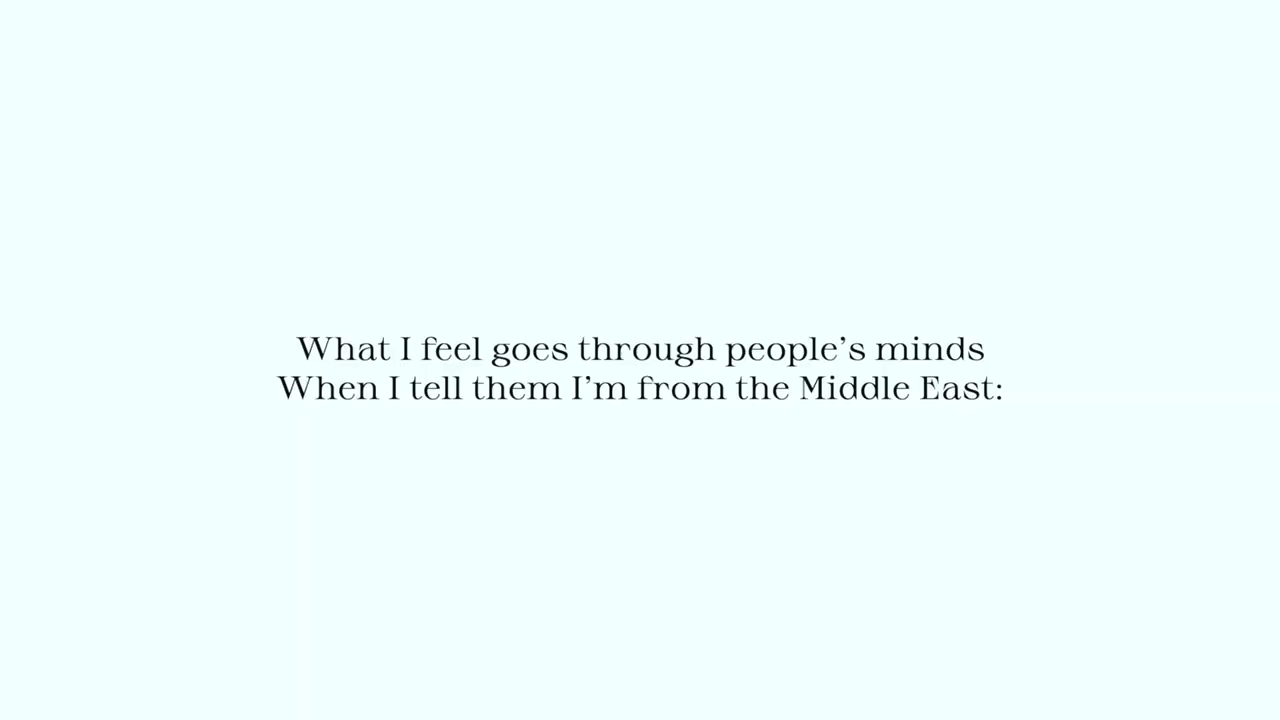 What I feel goes through people’s minds
When I tell them I’m from the Middle East: